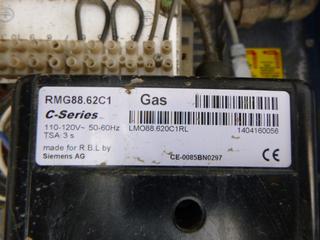 RMG88.62C1
Gas
C-Series
110-120V~ 50-60Hz
TSA 3 s
LMO88.620C1RL
1404160056
made for R.B.L by
Siemens AG
CE-0085BN0297
CE